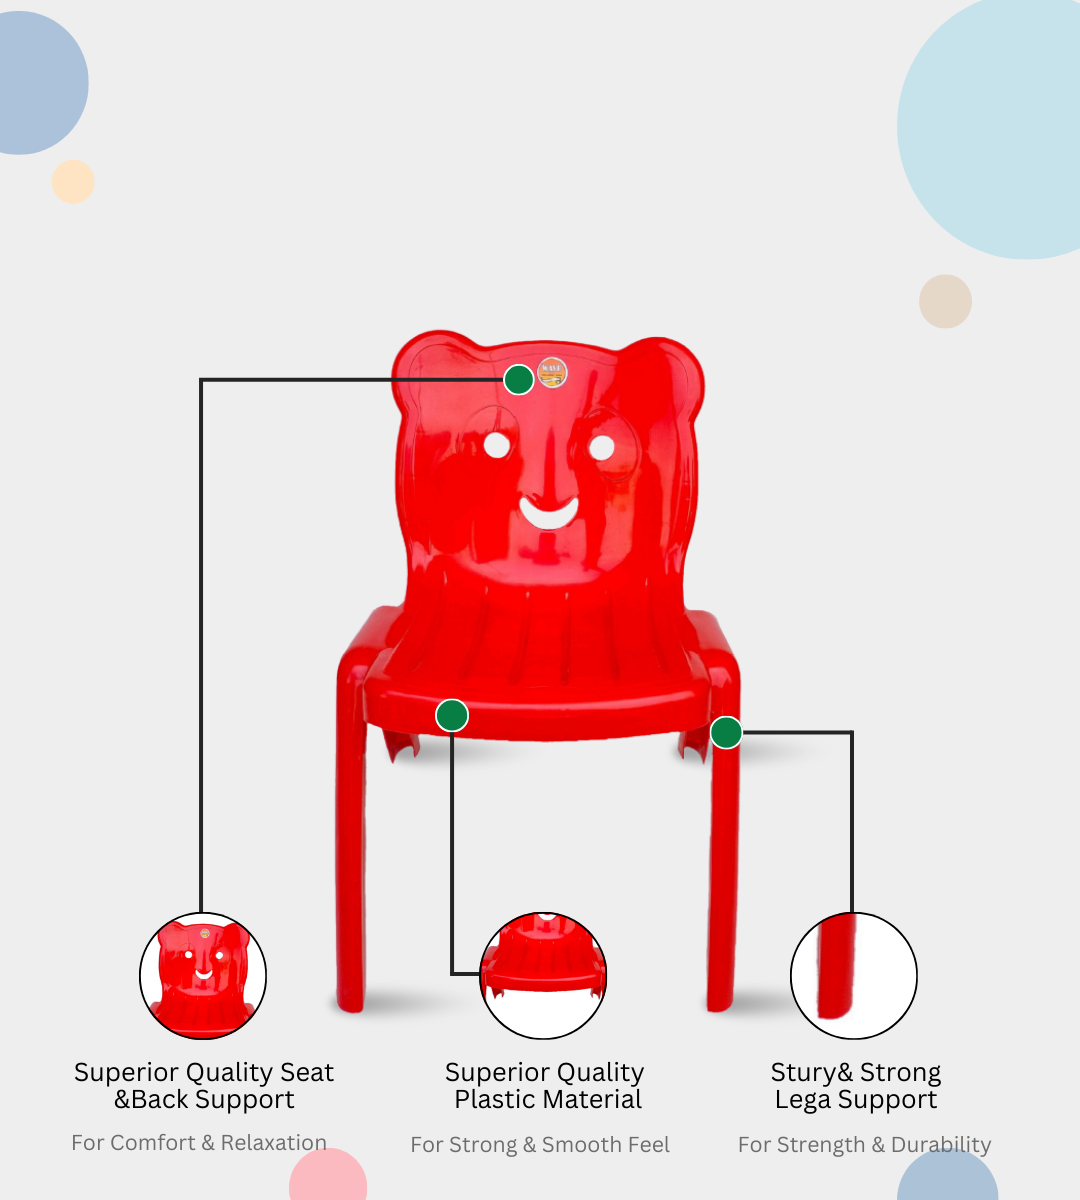 WAVE
Superior Quality Seat
&Back Support
For Comfort & Relaxation
Superior Quality
Plastic Material
For Strong & Smooth Feel
Stury& Strong
Lega Support
For Strength & Durability